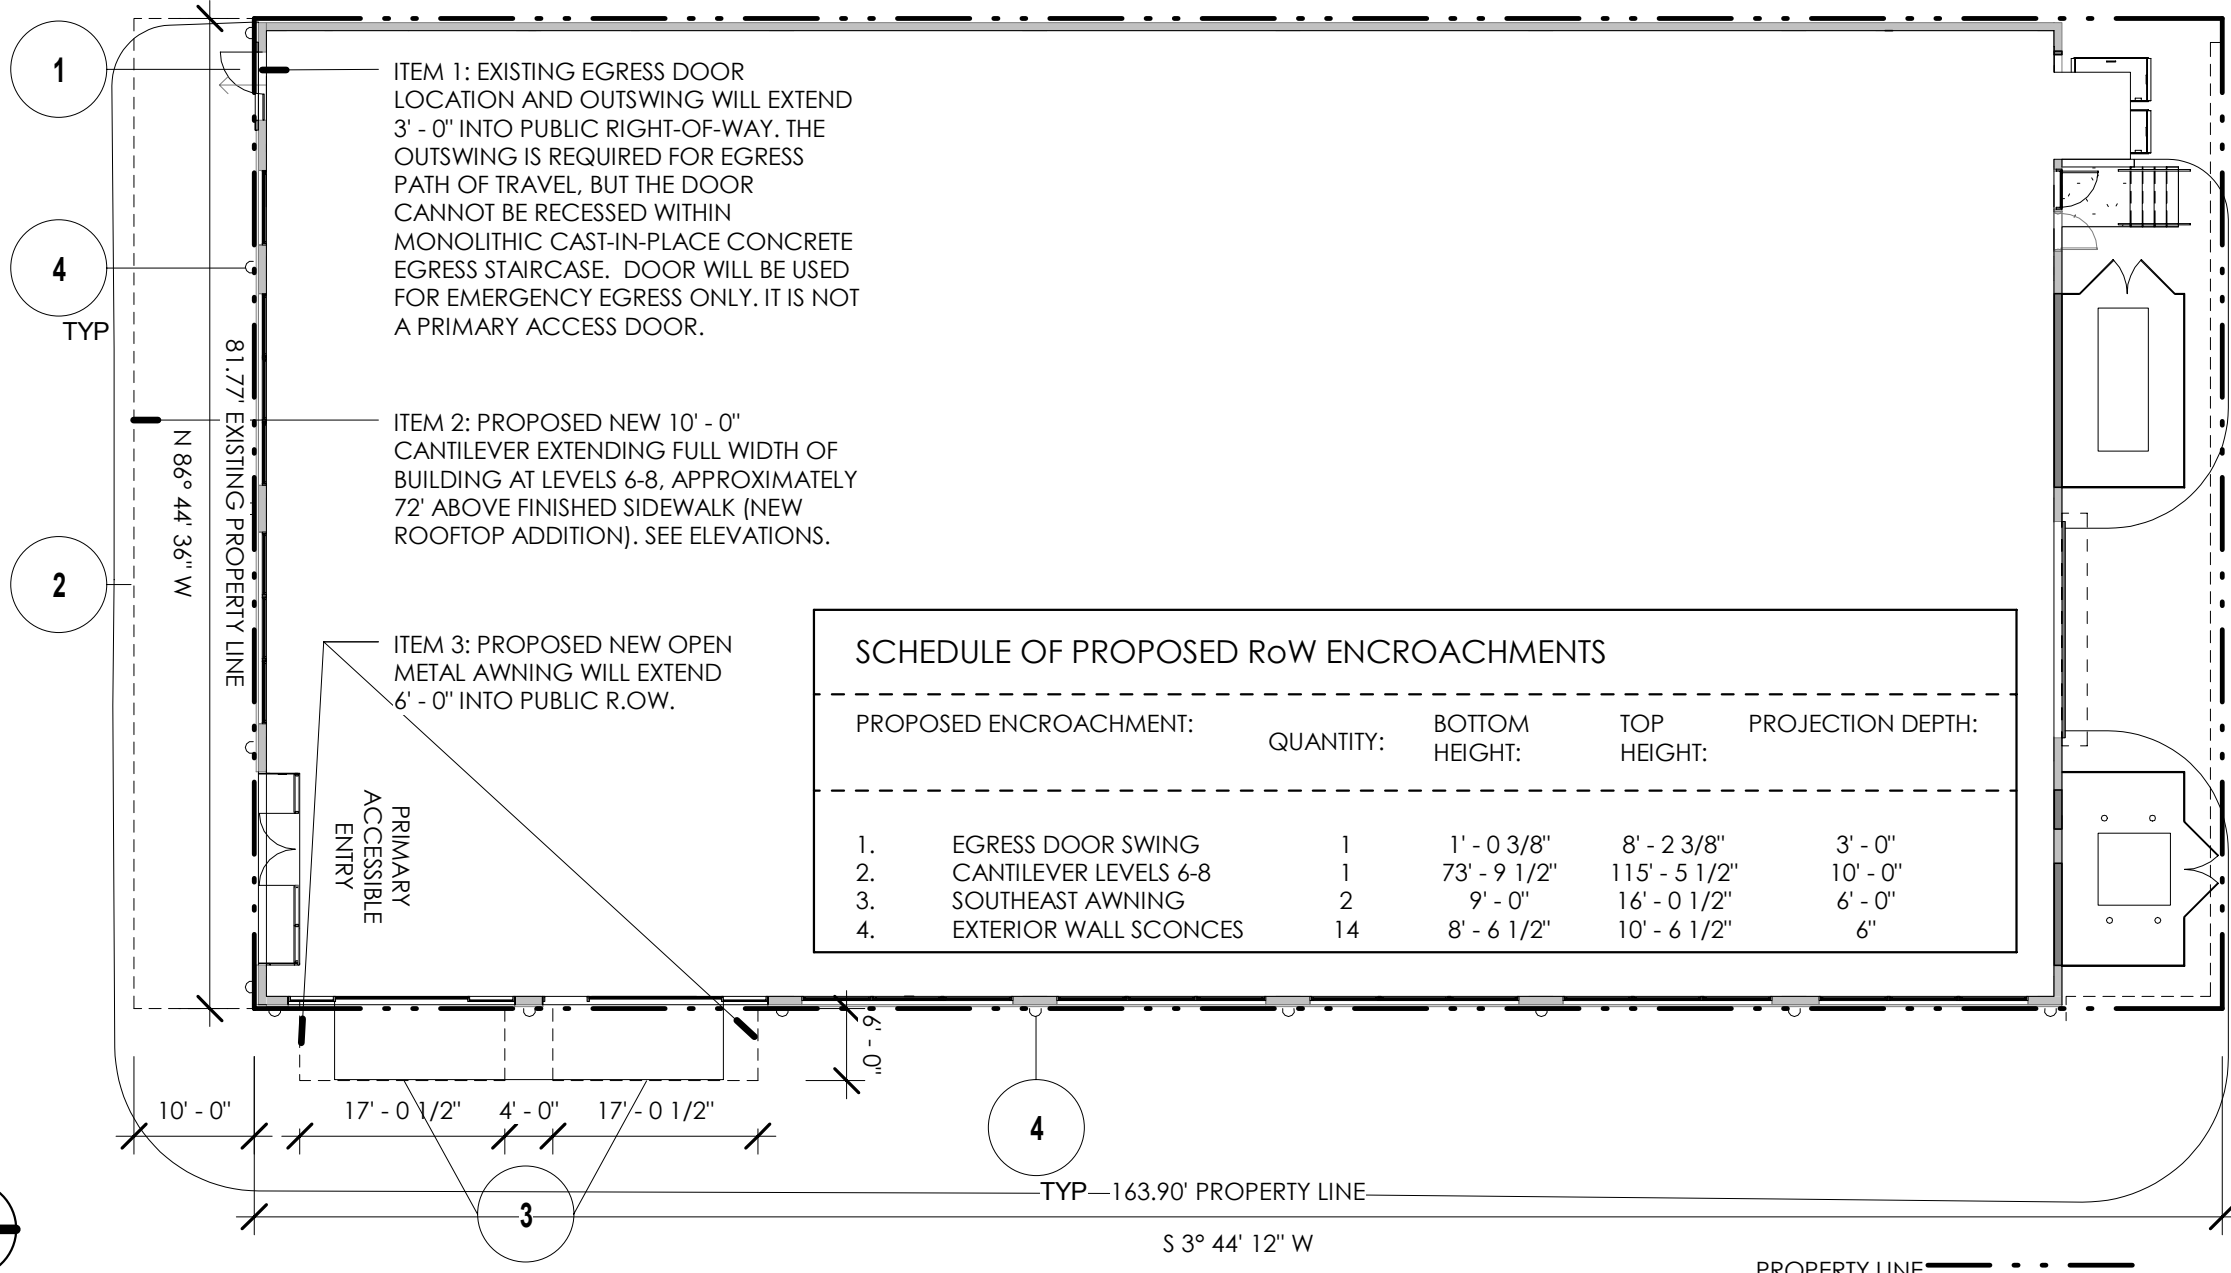 1
ITEM 1: EXISTING EGRESS DOOR
LOCATION AND OUTSWING WILL EXTEND
3' - 0" INTO PUBLIC RIGHT-OF-WAY. THE
OUTSWING IS REQUIRED FOR EGRESS
PATH OF TRAVEL, BUT THE DOOR
CANNOT BE RECESSED WITHIN
MONOLITHIC CAST-IN-PLACE CONCRETE
EGRESS STAIRCASE.  DOOR WILL BE USED
FOR EMERGENCY EGRESS ONLY. IT IS NOT
A PRIMARY ACCESS DOOR.
4
TYP
81.77' EXISTING PROPERTY LINE
N 86° 44' 36" W
ITEM 2: PROPOSED NEW 10' - 0"
CANTILEVER EXTENDING FULL WIDTH OF
BUILDING AT LEVELS 6-8, APPROXIMATELY
72' ABOVE FINISHED SIDEWALK (NEW
ROOFTOP ADDITION). SEE ELEVATIONS.
2
ITEM 3: PROPOSED NEW OPEN
METAL AWNING WILL EXTEND
6' - 0" INTO PUBLIC R.OW.
PRIMARY
ACCESSIBLE
ENTRY
SCHEDULE OF PROPOSED RoW ENCROACHMENTS
PROPOSED ENCROACHMENT: QUANTITY: BOTTOM HEIGHT: TOP HEIGHT: PROJECTION DEPTH:
1. EGRESS DOOR SWING 1 1' - 0 3/8" 8' - 2 3/8" 3' - 0"
2. CANTILEVER LEVELS 6-8 1 73' - 9 1/2" 115' - 5 1/2" 10' - 0"
3. SOUTHEAST AWNING 2 9' - 0" 16' - 0 1/2" 6' - 0"
4. EXTERIOR WALL SCONCES 14 8' - 6 1/2" 10' - 6 1/2" 6"
6' - 0"
10' - 0" 17' - 0 1/2" 4' - 0" 17' - 0 1/2"
4
3
TYP 163.90' PROPERTY LINE
S 3° 44' 12" W
PROPERTY LINE